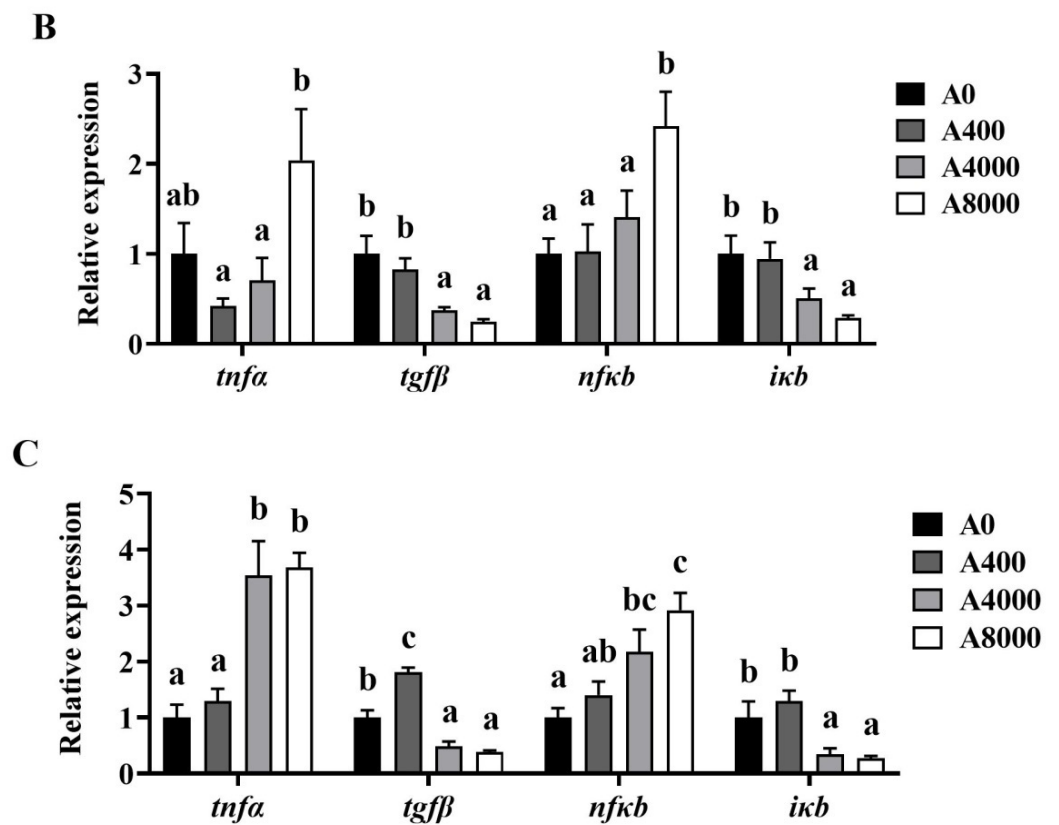 B
Relative expression
3
2
1
0
ab
a
a
b
b
b
a
a
a
a
a
b
b
b
a
a
tnfα
tgfβ
nfκb
iκb
A0
A400
A4000
A8000
C
Relative expression
5
4
3
2
1
0
a
a
b
b
b
c
a
a
a
ab
bc
c
b
b
a
a
tnfα
tgfβ
nfκb
iκb
A0
A400
A4000
A8000